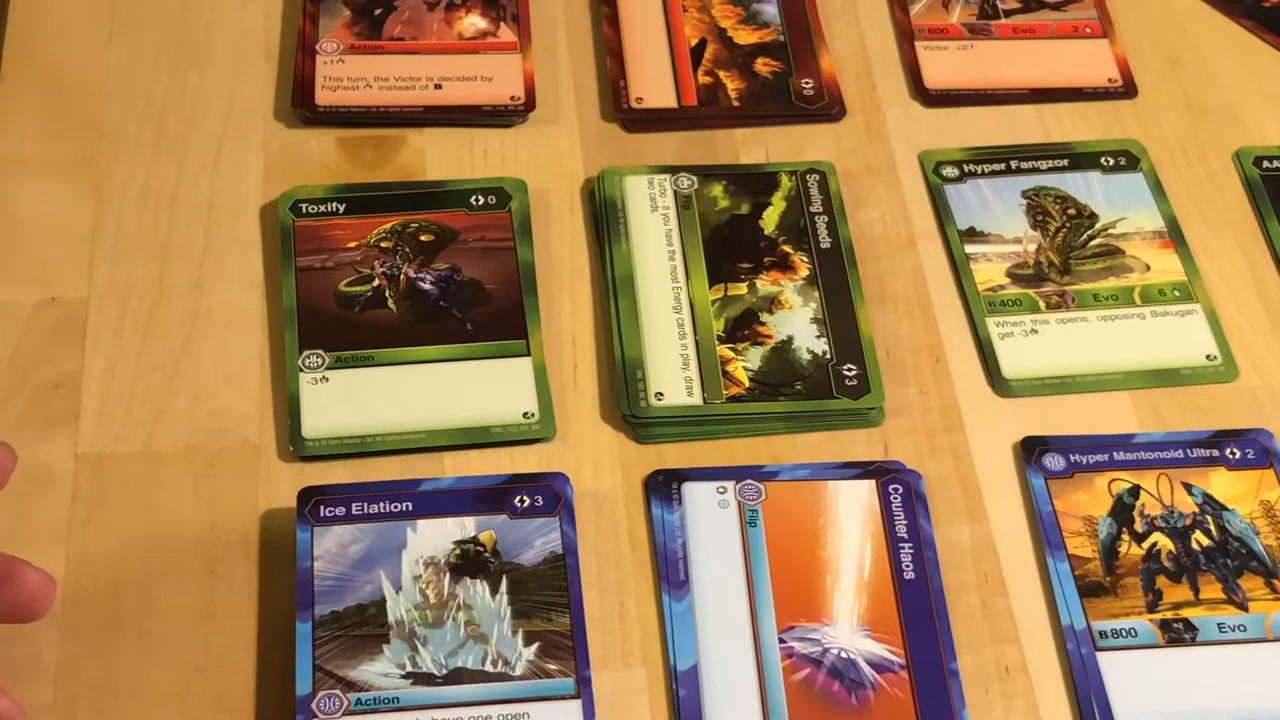 Action
+1
This turn, the Victor is decided by
highest instead of B
0
B 600 Evo 2
Victor: +2
Toxify 0
Action
-3
Sowing Seeds
3
Flip
Turbo - If you have the most Energy cards in play, draw
two cards.
Hyper Fangzor 2
B 400 Evo 6
When this opens, opposing Bakugan
get -3
Ice Elation 3
Action
have one open
Counter Haos
Flip
Hyper Mantonoid Ultra 2
B 800 Evo